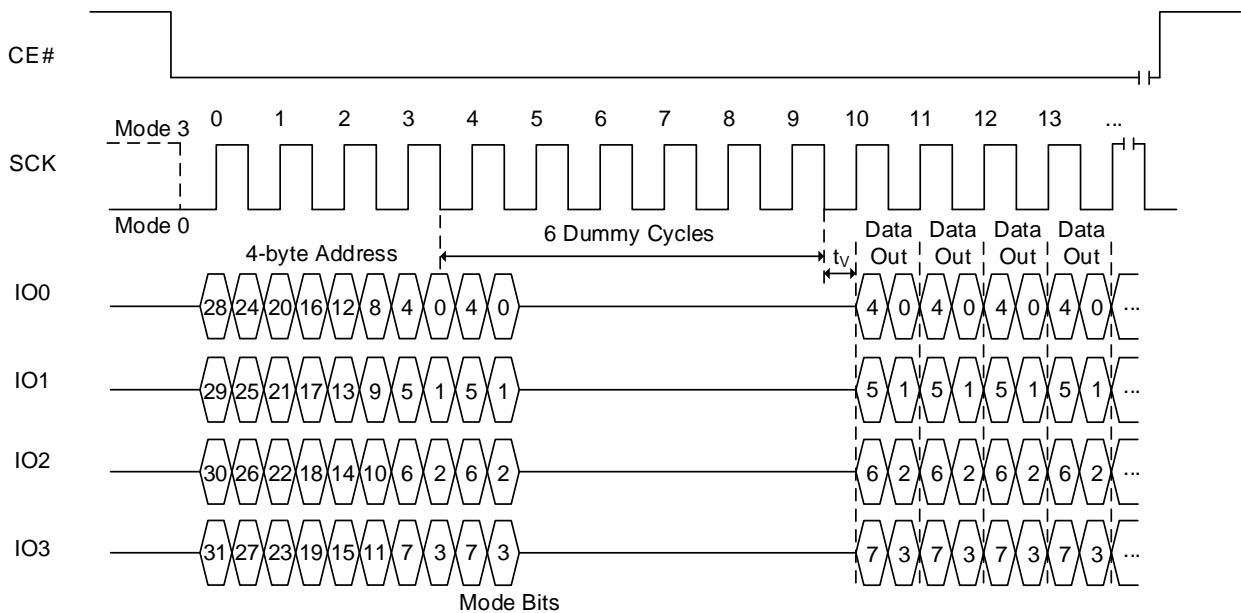 CE#
Mode 3
0 1 2 3 4 5 6 7 8 9 10 11 12 13 ...
SCK
Mode 0
4-byte Address
6 Dummy Cycles
tV
Data Out
Data Out
Data Out
Data Out
IO0
28 24 20 16 12 8 4 0 4 0
4 0 4 0 4 0 4 0 ...
IO1
29 25 21 17 13 9 5 1 5 1
5 1 5 1 5 1 5 1 ...
IO2
30 26 22 18 14 10 6 2 6 2
6 2 6 2 6 2 6 2 ...
IO3
31 27 23 19 15 11 7 3 7 3
7 3 7 3 7 3 7 3 ...
Mode Bits